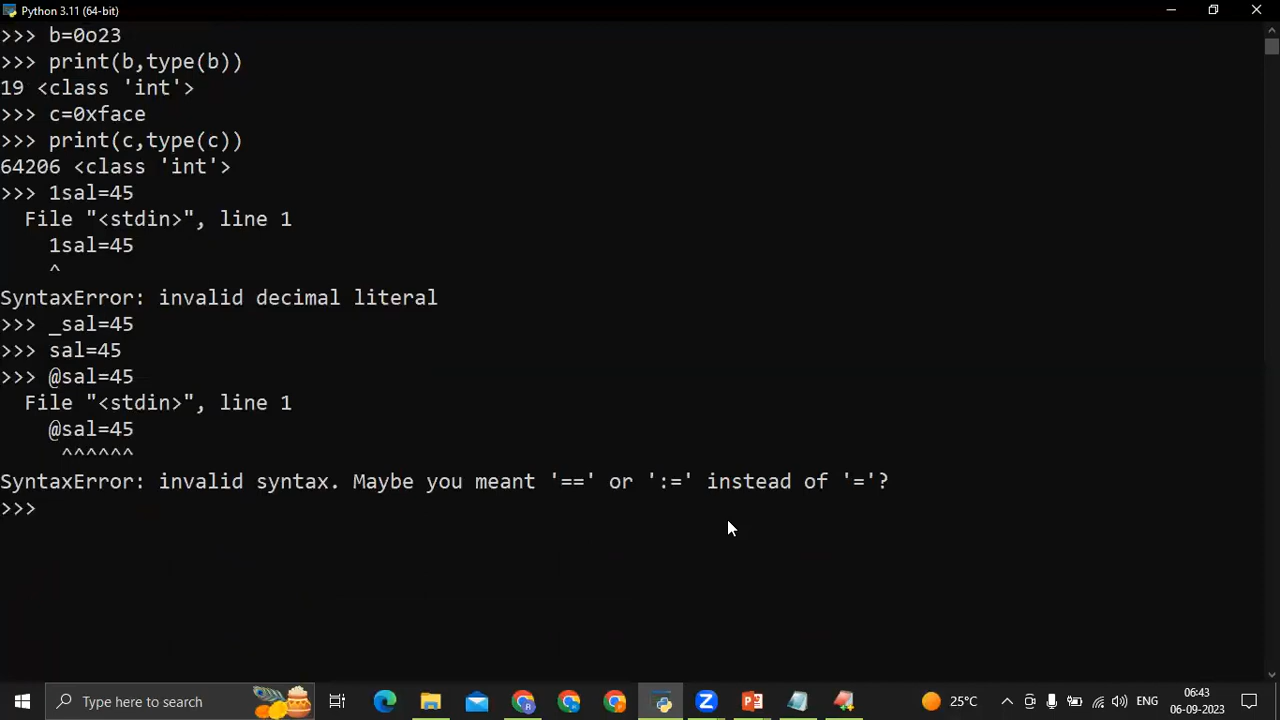 Python 3.11 (64-bit)
>>> b=0o23
>>> print(b,type(b))
19 <class 'int'>
>>> c=0xface
>>> print(c,type(c))
64206 <class 'int'>
>>> 1sal=45
  File "<stdin>", line 1
    1sal=45
    ^
SyntaxError: invalid decimal literal
>>> _sal=45
>>> sal=45
>>> @sal=45
  File "<stdin>", line 1
    @sal=45
     ^^^^^^
SyntaxError: invalid syntax. Maybe you meant '==' or ':=' instead of '='?
>>>
Type here to search
25°C
ENG
06:43
06-09-2023